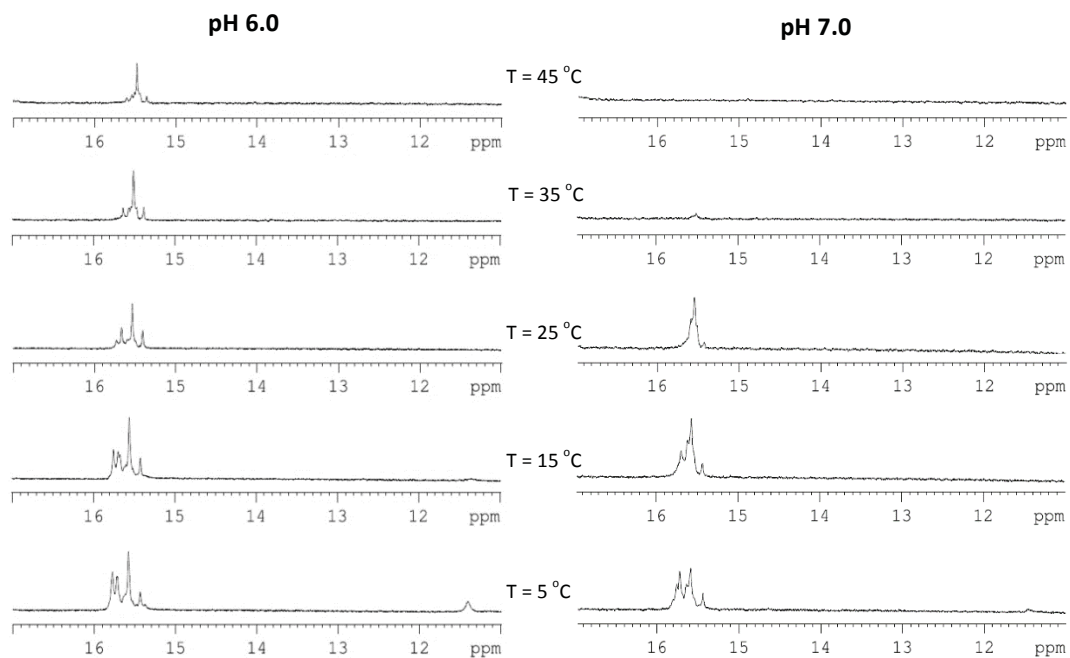 pH 6.0 pH 7.0
T = 45 °C
16 15 14 13 12 ppm 16 15 14 13 12 ppm
T = 35 °C
16 15 14 13 12 ppm 16 15 14 13 12 ppm
T = 25 °C
16 15 14 13 12 ppm 16 15 14 13 12 ppm
T = 15 °C
16 15 14 13 12 ppm 16 15 14 13 12 ppm
T = 5 °C
16 15 14 13 12 ppm 16 15 14 13 12 ppm